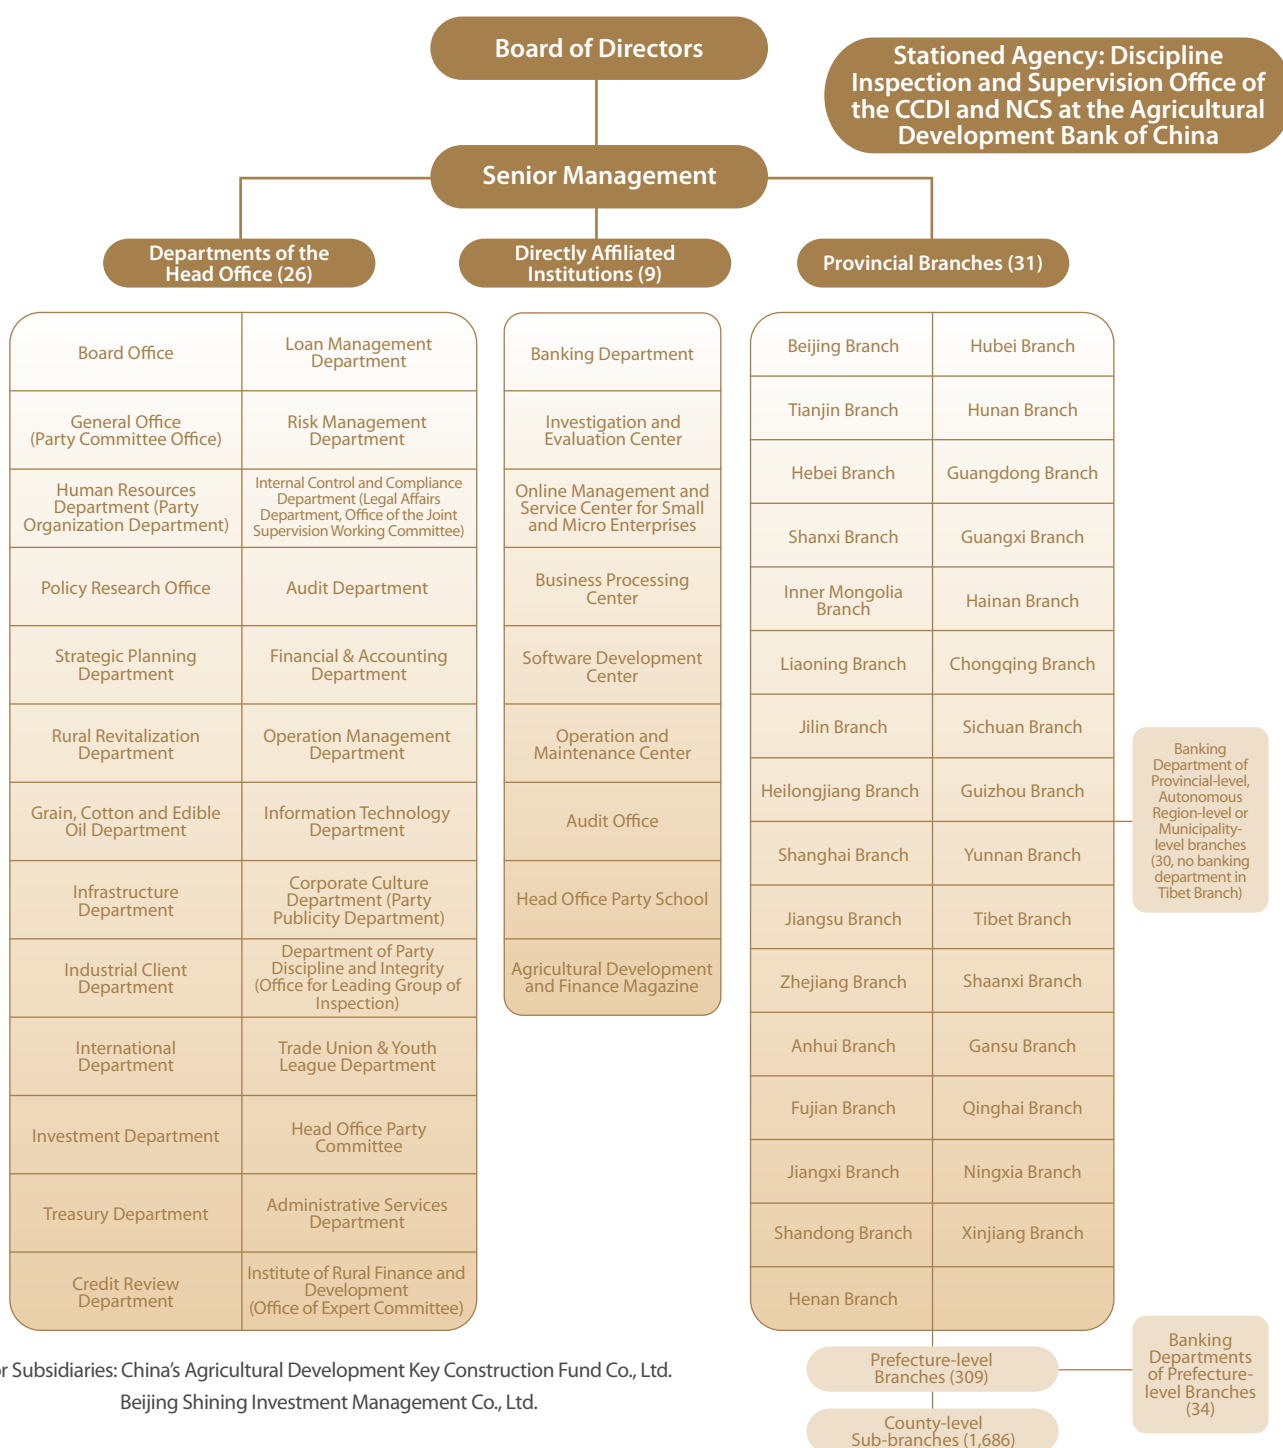 Board of Directors
Stationed Agency: Discipline
Inspection and Supervision Office of
the CCDI and NCS at the Agricultural
Development Bank of China
Senior Management
Departments of the
Head Office (26)
Directly Affiliated
Institutions (9)
Provincial Branches (31)
Board Office
Loan Management
Department
General Office
(Party Committee Office)
Risk Management
Department
Human Resources
Department (Party
Organization Department)
Internal Control and Compliance
Department (Legal Affairs
Department, Office of the Joint
Supervision Working Committee)
Policy Research Office
Audit Department
Strategic Planning
Department
Financial & Accounting
Department
Rural Revitalization
Department
Operation Management
Department
Grain, Cotton and Edible
Oil Department
Information Technology
Department
Infrastructure
Department
Corporate Culture
Department (Party
Publicity Department)
Industrial Client
Department
Department of Party
Discipline and Integrity
(Office for Leading Group of
Inspection)
International
Department
Trade Union & Youth
League Department
Investment Department
Head Office Party
Committee
Treasury Department
Administrative Services
Department
Credit Review
Department
Institute of Rural Finance and
Development
(Office of Expert Committee)
Banking Department
Investigation and
Evaluation Center
Online Management and
Service Center for Small
and Micro Enterprises
Business Processing
Center
Software Development
Center
Operation and
Maintenance Center
Audit Office
Head Office Party School
Agricultural Development
and Finance Magazine
Beijing Branch
Hubei Branch
Tianjin Branch
Hunan Branch
Hebei Branch
Guangdong Branch
Shanxi Branch
Guangxi Branch
Inner Mongolia
Branch
Hainan Branch
Liaoning Branch
Chongqing Branch
Jilin Branch
Sichuan Branch
Heilongjiang Branch
Guizhou Branch
Shanghai Branch
Yunnan Branch
Jiangsu Branch
Tibet Branch
Zhejiang Branch
Shaanxi Branch
Anhui Branch
Gansu Branch
Fujian Branch
Qinghai Branch
Jiangxi Branch
Ningxia Branch
Shandong Branch
Xinjiang Branch
Henan Branch
Banking
Department of
Provincial-level,
Autonomous
Region-level or
Municipality-
level branches
(30, no banking
department in
Tibet Branch)
Prefecture-level
Branches (309)
Banking
Departments
of Prefecture-
level Branches
(34)
County-level
Sub-branches (1,686)
Subsidiaries: China's Agricultural Development Key Construction Fund Co., Ltd.
Beijing Shining Investment Management Co., Ltd.